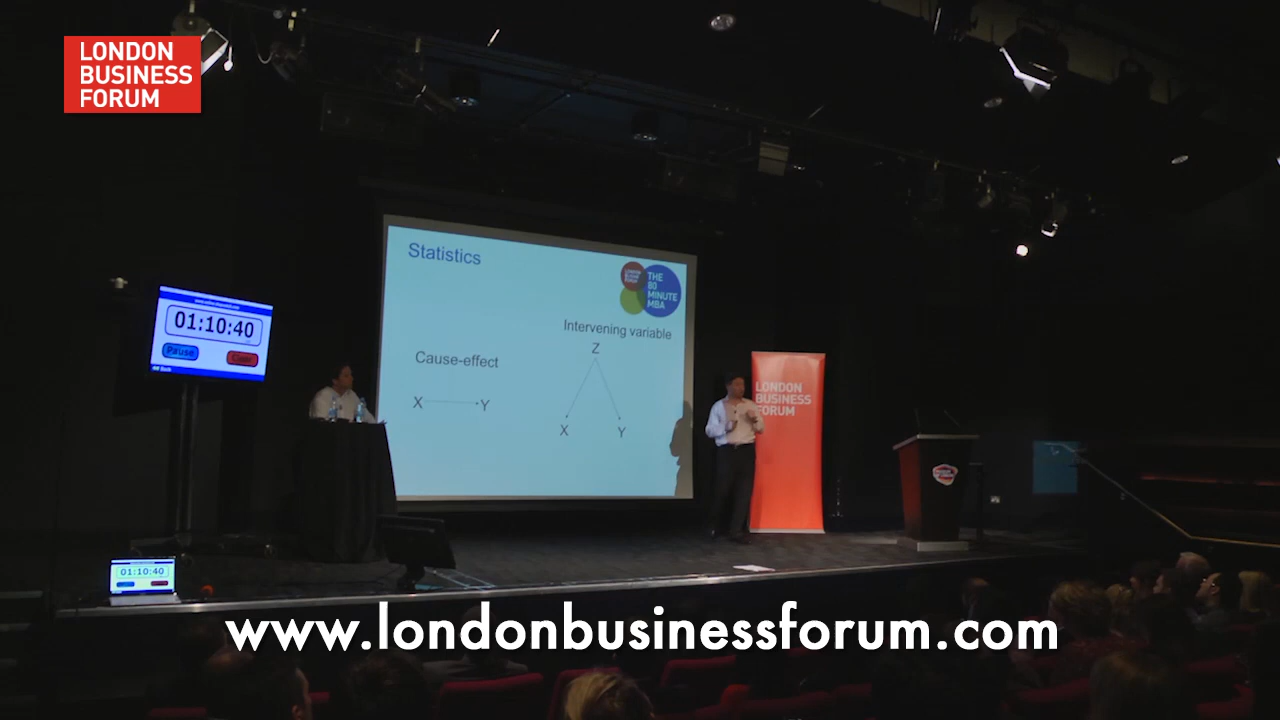 LONDON
BUSINESS
FORUM
Statistics
THE
80
MINUTE
MBA
Intervening variable
Z
Cause-effect
X
Y
X
Y
01:10:40
Pause
LONDON
BUSINESS
FORUM
01:10:40
www.londonbusinessforum.com